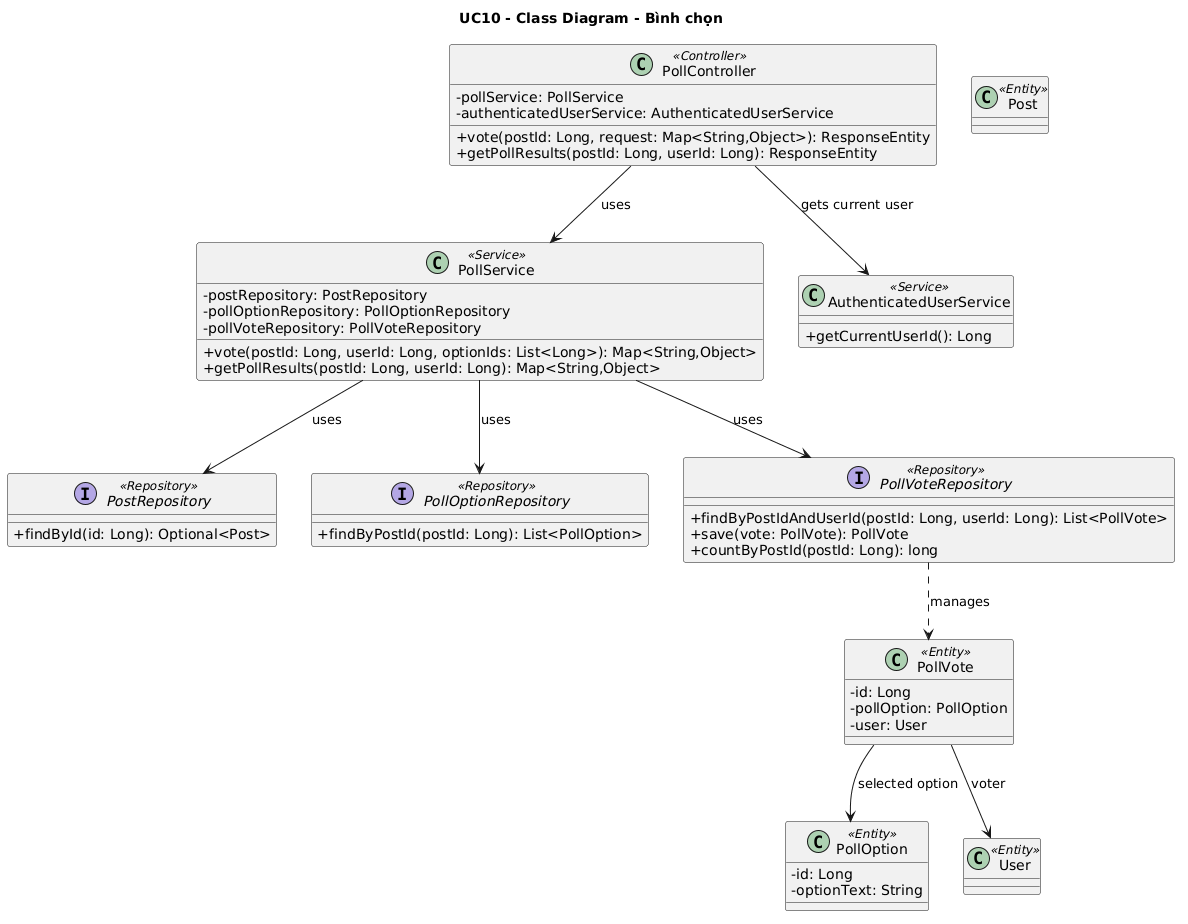 UC10 - Class Diagram - Bình chọn
C
«Controller»
PollController
-pollService: PollService
-authenticatedUserService: AuthenticatedUserService
+vote(postId: Long, request: Map<String,Object>): ResponseEntity
+getPollResults(postId: Long, userId: Long): ResponseEntity
C
«Entity»
Post
uses
gets current user
C
«Service»
PollService
-postRepository: PostRepository
-pollOptionRepository: PollOptionRepository
-pollVoteRepository: PollVoteRepository
+vote(postId: Long, userId: Long, optionIds: List<Long>): Map<String,Object>
+getPollResults(postId: Long, userId: Long): Map<String,Object>
C
«Service»
AuthenticatedUserService
+getCurrentUserId(): Long
uses
uses
uses
I
«Repository»
PostRepository
+findById(id: Long): Optional<Post>
I
«Repository»
PollOptionRepository
+findByPostId(postId: Long): List<PollOption>
I
«Repository»
PollVoteRepository
+findByPostIdAndUserId(postId: Long, userId: Long): List<PollVote>
+save(vote: PollVote): PollVote
+countByPostId(postId: Long): long
manages
C
«Entity»
PollVote
-id: Long
-pollOption: PollOption
-user: User
selected option
voter
C
«Entity»
PollOption
-id: Long
-optionText: String
C
«Entity»
User